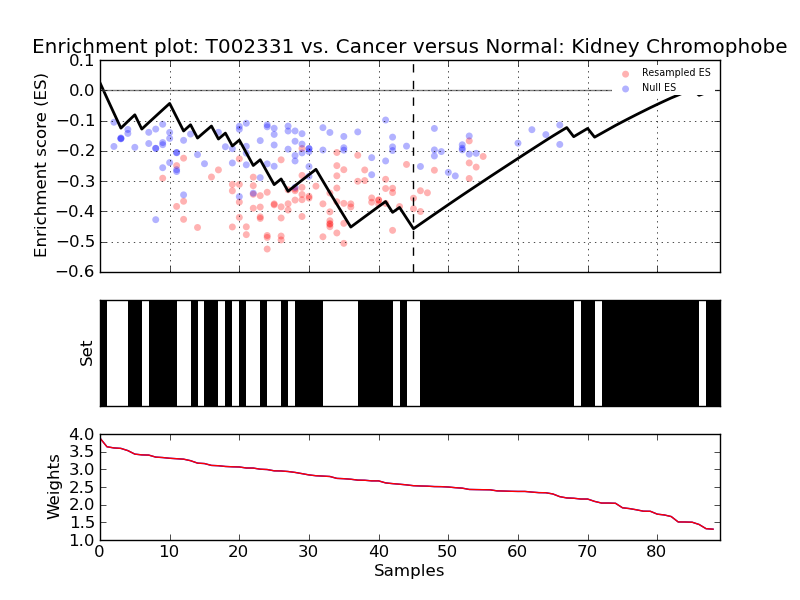 Enrichment plot: T002331 vs. Cancer versus Normal: Kidney Chromophobe
Enrichment score (ES)
0.1
0.0
−0.1
−0.2
−0.3
−0.4
−0.5
−0.6
Resampled ES
Null ES
Set
Weights
4.0
3.5
3.0
2.5
2.0
1.5
1.0
0 10 20 30 40 50 60 70 80
Samples